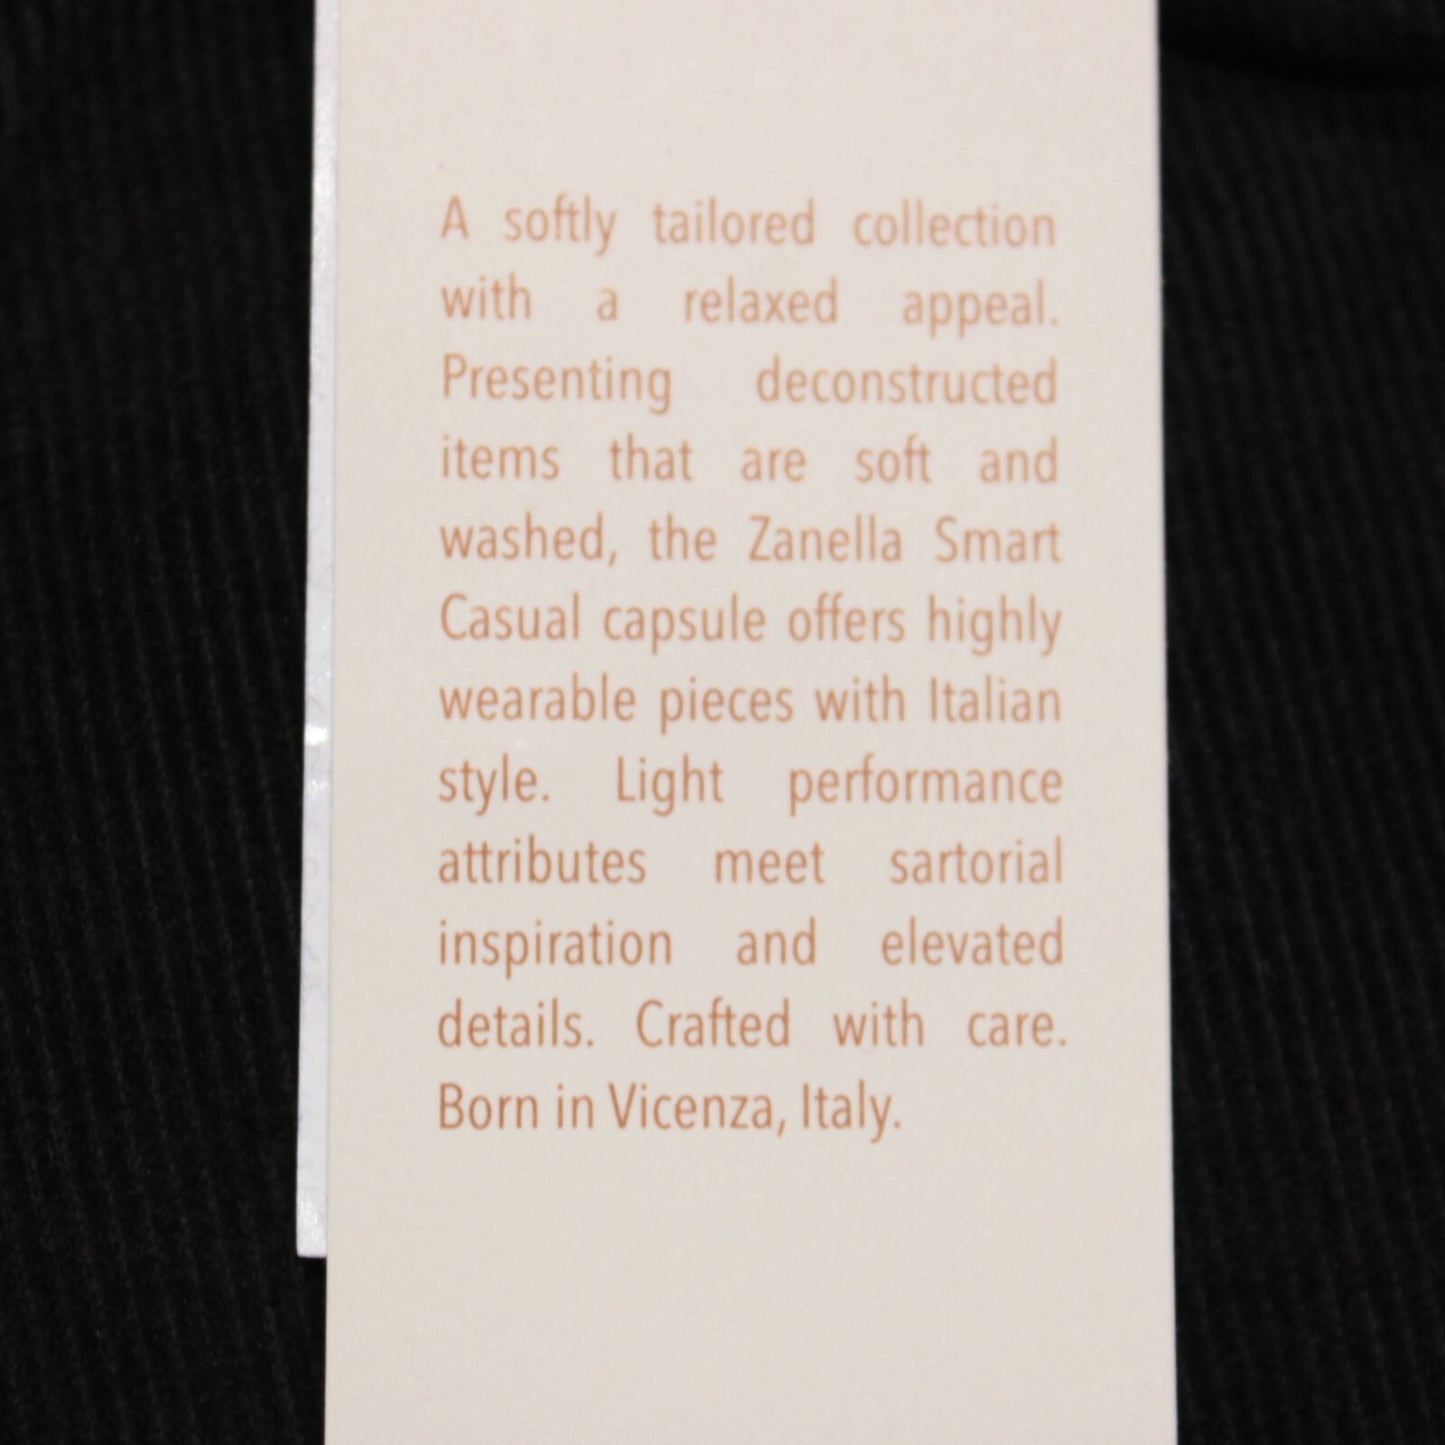 A softly tailored collection
with a relaxed appeal.
Presenting deconstructed
items that are soft and
washed, the Zanella Smart
Casual capsule offers highly
wearable pieces with Italian
style. Light performance
attributes meet sartorial
inspiration and elevated
details. Crafted with care.
Born in Vicenza, Italy.